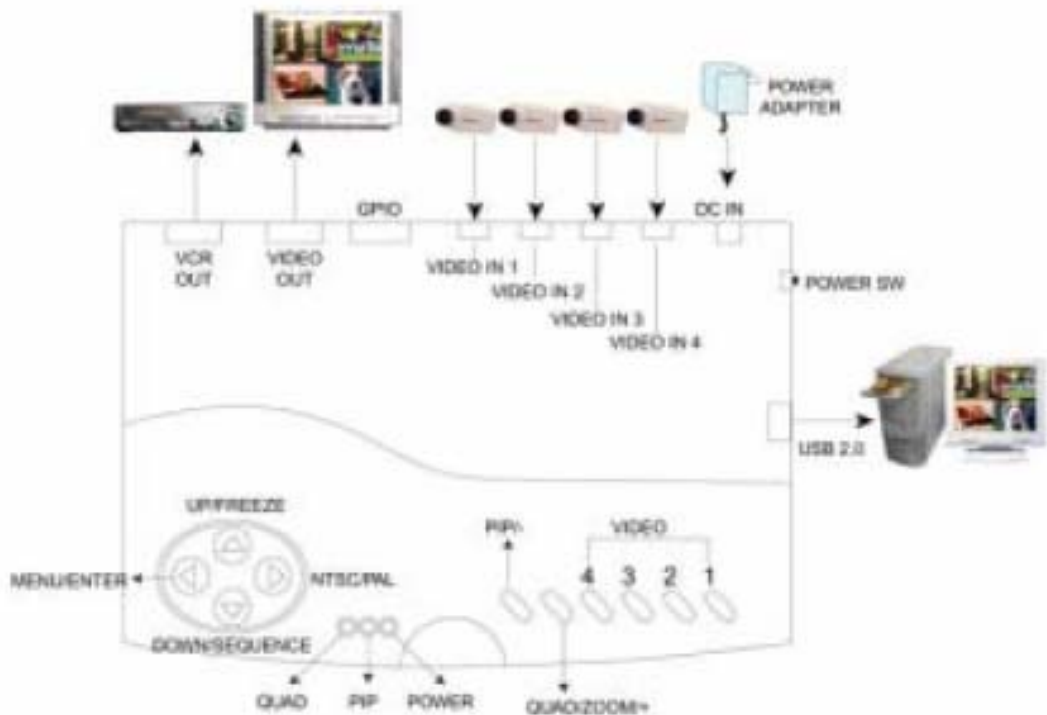 POWER
ADAPTER
GPIO
DC IN
VCR
OUT
VIDEO
OUT
VIDEO IN 1
VIDEO IN 2
VIDEO IN 3
VIDEO IN 4
POWER SW
USB 2.0
UP/FREEZE
PIP/-
VIDEO
MENU/ENTER
NTSC/PAL
4 3 2 1
DOWN/SEQUENCE
QUAD
PIP
POWER
QUAD/ZOOM/+